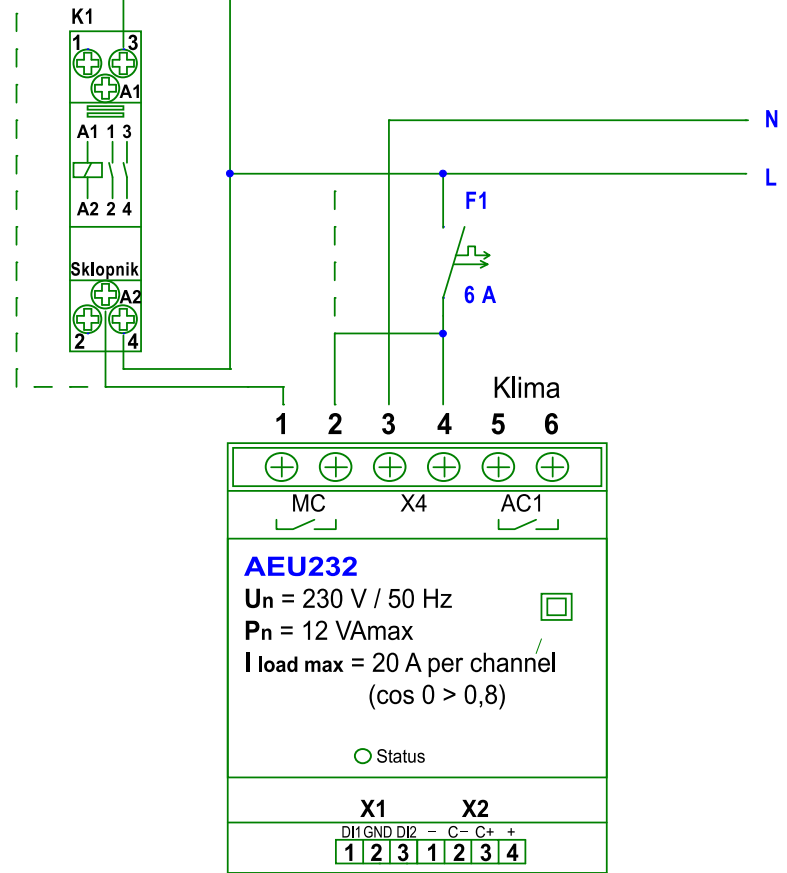 K1
1 3
A1
A1 1 3
A2 2 4
Sklopnik
A2
2 4
N
L
F1
6 A
Klima
1 2 3 4 5 6
MC X4 AC1
AEU232
Un = 230 V / 50 Hz
Pn = 12 VAmax
I load max = 20 A per channel
(cos 0 > 0,8)
Status
X1 X2
DI1 GND DI2 − C− C+ +
1 2 3 1 2 3 4